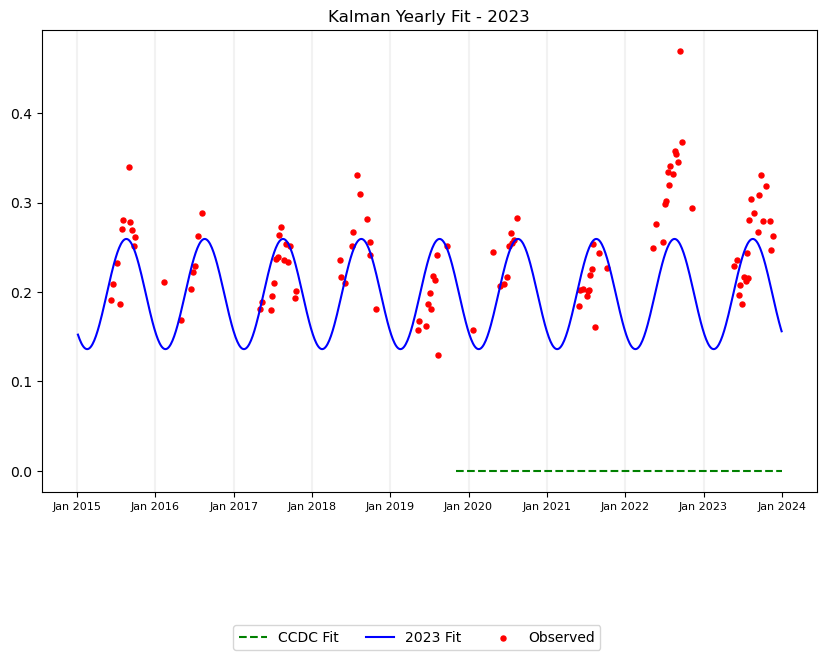 Kalman Yearly Fit - 2023
0.4
0.3
0.2
0.1
0.0
Jan 2015 Jan 2016 Jan 2017 Jan 2018 Jan 2019 Jan 2020 Jan 2021 Jan 2022 Jan 2023 Jan 2024
CCDC Fit 2023 Fit Observed